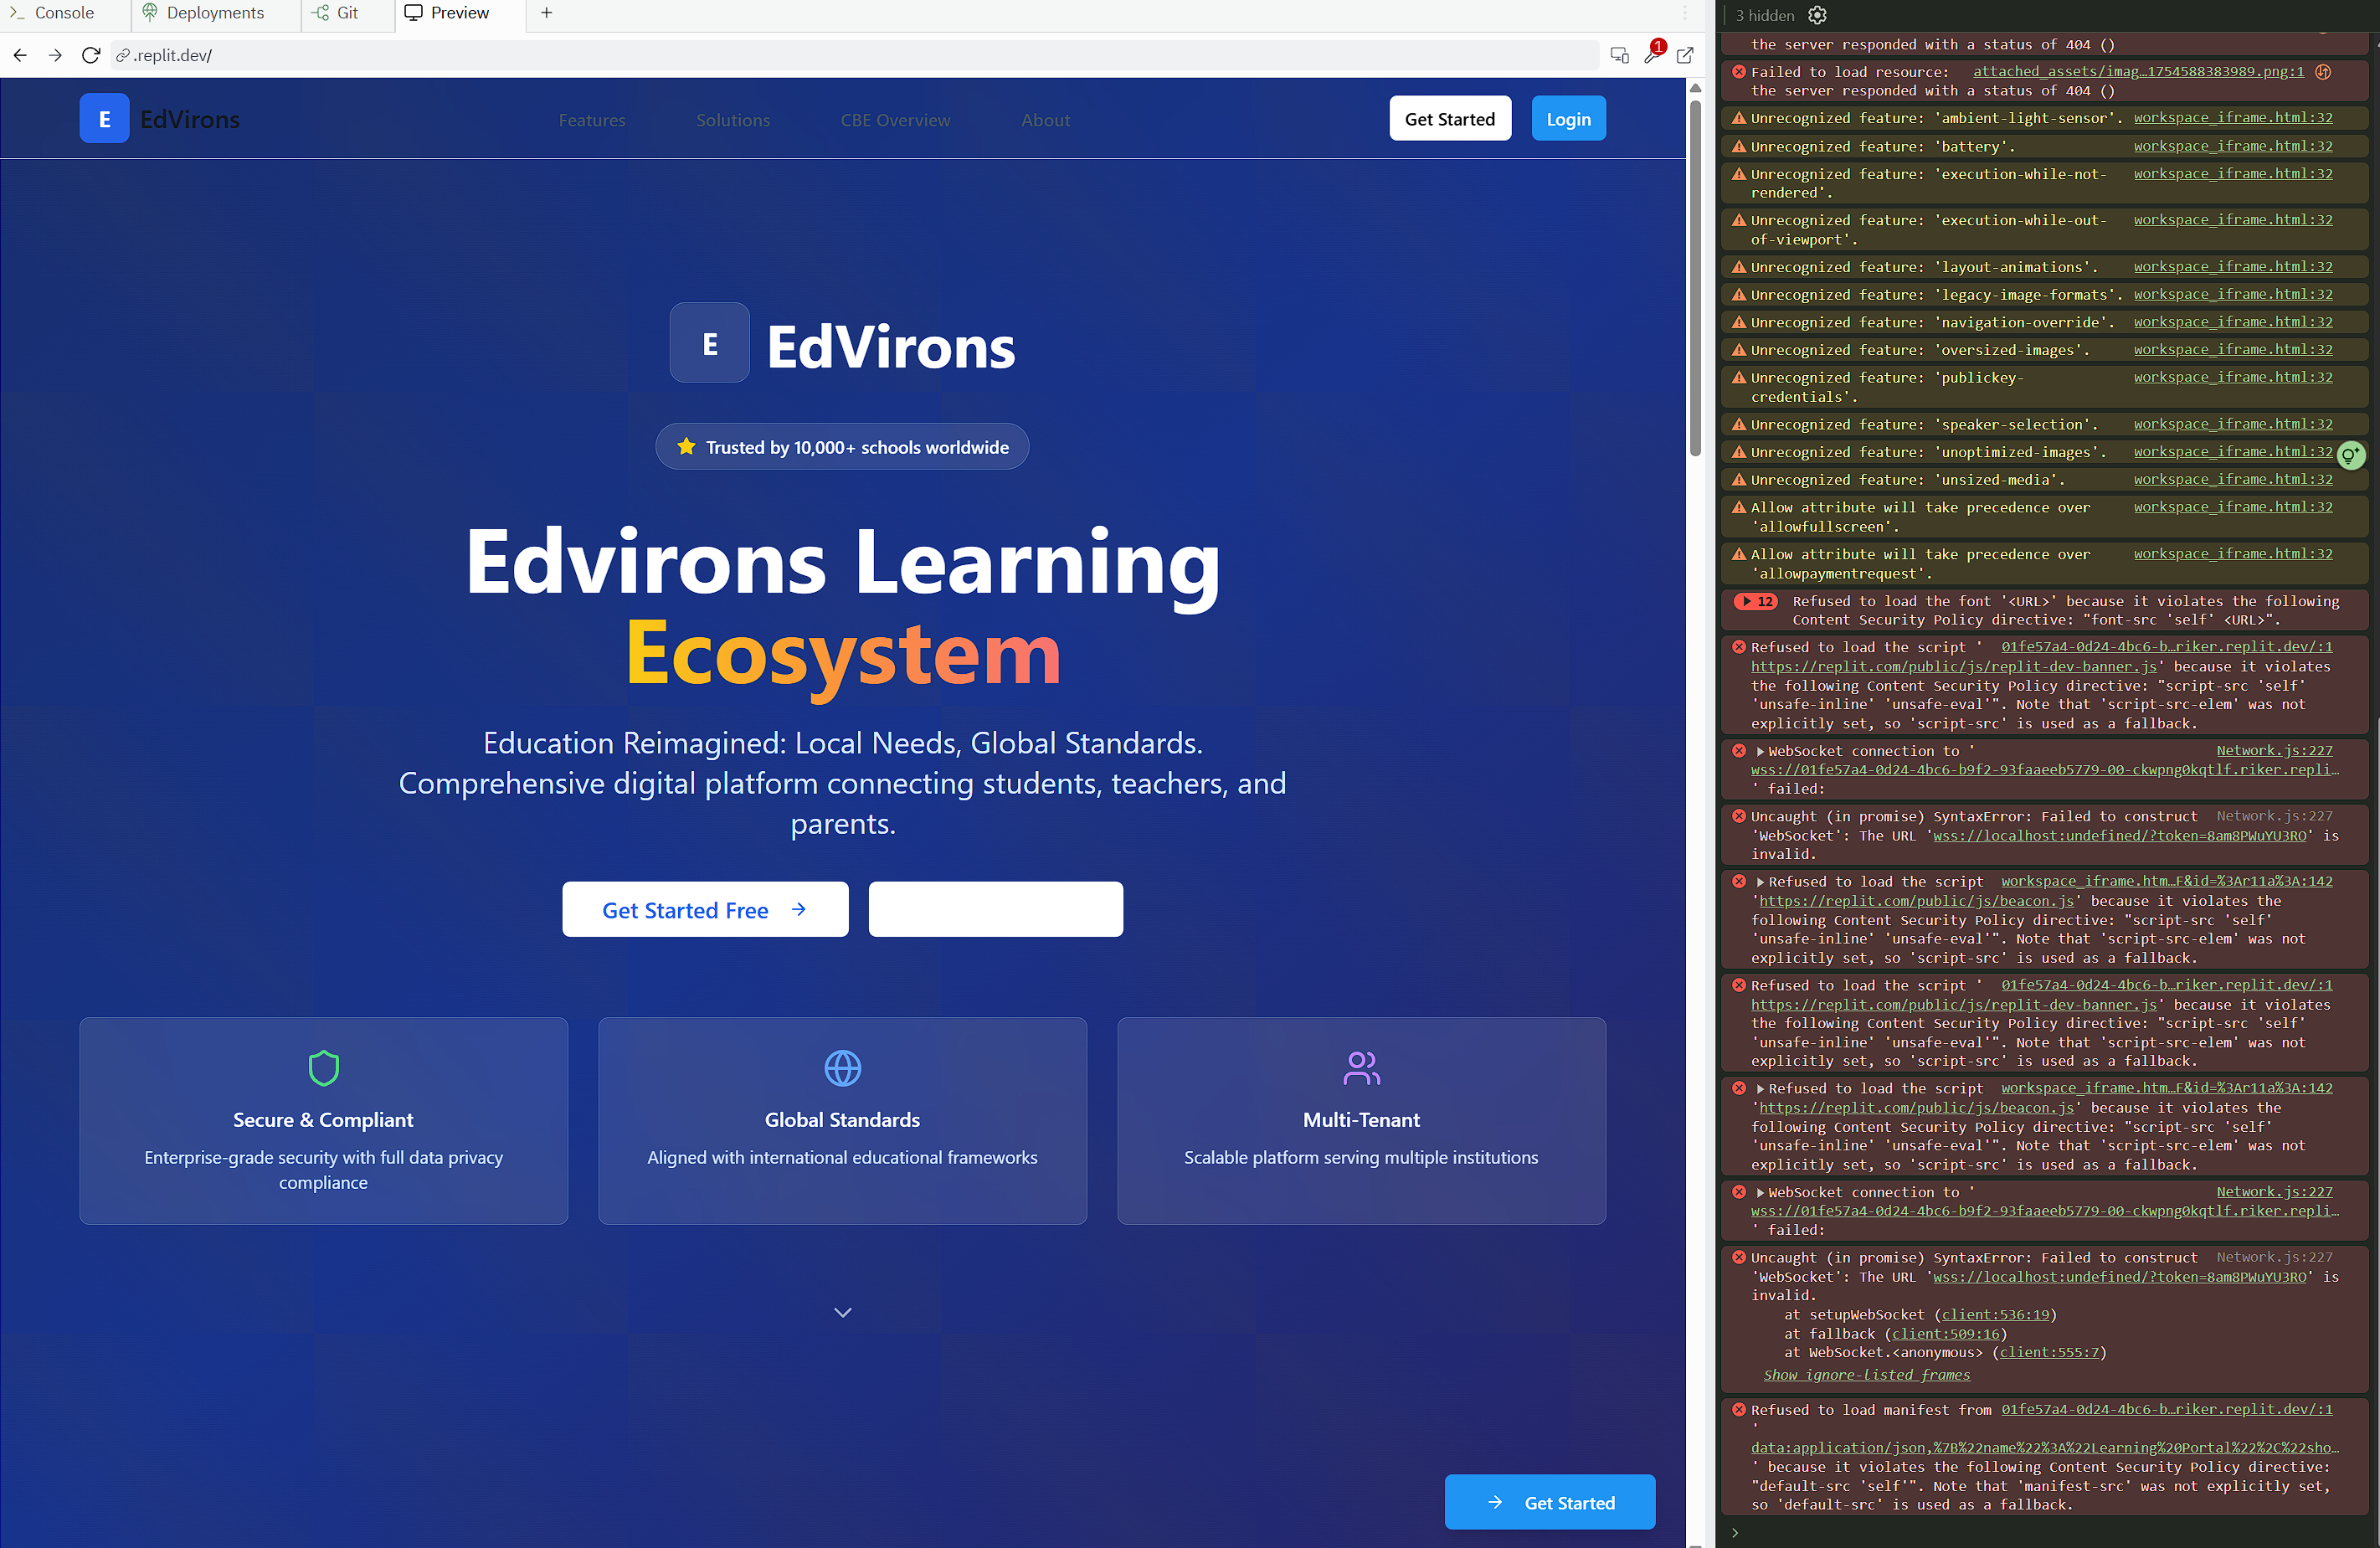 Console
Deployments
Git
Preview
.replit.dev/
1
E
EdVirons
Features
Solutions
CBE Overview
About
Get Started
Login
E
EdVirons
Trusted by 10,000+ schools worldwide
Edvirons Learning
Ecosystem
Education Reimagined: Local Needs, Global Standards.
Comprehensive digital platform connecting students, teachers, and
parents.
Get Started Free
Secure & Compliant
Enterprise-grade security with full data privacy
compliance
Global Standards
Aligned with international educational frameworks
Multi-Tenant
Scalable platform serving multiple institutions
Get Started
3 hidden
the server responded with a status of 404 ()
Failed to load resource: attached_assets/imag…1754588383989.png:1
the server responded with a status of 404 ()
Unrecognized feature: 'ambient-light-sensor'. workspace_iframe.html:32
Unrecognized feature: 'battery'. workspace_iframe.html:32
Unrecognized feature: 'execution-while-not- workspace_iframe.html:32
rendered'.
Unrecognized feature: 'execution-while-out- workspace_iframe.html:32
of-viewport'.
Unrecognized feature: 'layout-animations'. workspace_iframe.html:32
Unrecognized feature: 'legacy-image-formats'. workspace_iframe.html:32
Unrecognized feature: 'navigation-override'. workspace_iframe.html:32
Unrecognized feature: 'oversized-images'. workspace_iframe.html:32
Unrecognized feature: 'publickey- workspace_iframe.html:32
credentials'.
Unrecognized feature: 'speaker-selection'. workspace_iframe.html:32
Unrecognized feature: 'unoptimized-images'. workspace_iframe.html:32
Unrecognized feature: 'unsized-media'. workspace_iframe.html:32
Allow attribute will take precedence over workspace_iframe.html:32
'allowfullscreen'.
Allow attribute will take precedence over workspace_iframe.html:32
'allowpaymentrequest'.
12 Refused to load the font '<URL>' because it violates the following
Content Security Policy directive: "font-src 'self' <URL>".
Refused to load the script ' 01fe57a4-0d24-4bc6-b…riker.replit.dev/:1
https://replit.com/public/js/replit-dev-banner.js' because it violates
the following Content Security Policy directive: "script-src 'self'
'unsafe-inline' 'unsafe-eval'". Note that 'script-src-elem' was not
explicitly set, so 'script-src' is used as a fallback.
WebSocket connection to ' Network.js:227
wss://01fe57a4-0d24-4bc6-b9f2-93faaeeb5779-00-ckwpng0kqtlf.riker.repli…
' failed:
Uncaught (in promise) SyntaxError: Failed to construct Network.js:227
'WebSocket': The URL 'wss://localhost:undefined/?token=8am8PWuYU3RO' is
invalid.
Refused to load the script workspace_iframe.htm…F&id=%3Ar11a%3A:142
'https://replit.com/public/js/beacon.js' because it violates the
following Content Security Policy directive: "script-src 'self'
'unsafe-inline' 'unsafe-eval'". Note that 'script-src-elem' was not
explicitly set, so 'script-src' is used as a fallback.
Refused to load the script ' 01fe57a4-0d24-4bc6-b…riker.replit.dev/:1
https://replit.com/public/js/replit-dev-banner.js' because it violates
the following Content Security Policy directive: "script-src 'self'
'unsafe-inline' 'unsafe-eval'". Note that 'script-src-elem' was not
explicitly set, so 'script-src' is used as a fallback.
Refused to load the script workspace_iframe.htm…F&id=%3Ar11a%3A:142
'https://replit.com/public/js/beacon.js' because it violates the
following Content Security Policy directive: "script-src 'self'
'unsafe-inline' 'unsafe-eval'". Note that 'script-src-elem' was not
explicitly set, so 'script-src' is used as a fallback.
WebSocket connection to ' Network.js:227
wss://01fe57a4-0d24-4bc6-b9f2-93faaeeb5779-00-ckwpng0kqtlf.riker.repli…
' failed:
Uncaught (in promise) SyntaxError: Failed to construct Network.js:227
'WebSocket': The URL 'wss://localhost:undefined/?token=8am8PWuYU3RO' is
invalid.
at setupWebSocket (client:536:19)
at fallback (client:509:16)
at WebSocket.<anonymous> (client:555:7)
Show ignore-listed frames
Refused to load manifest from 01fe57a4-0d24-4bc6-b…riker.replit.dev/:1
'
data:application/json,%7B%22name%22%3A%22Learning%20Portal%22%2C%22sho…
' because it violates the following Content Security Policy directive:
"default-src 'self'". Note that 'manifest-src' was not explicitly set,
so 'default-src' is used as a fallback.